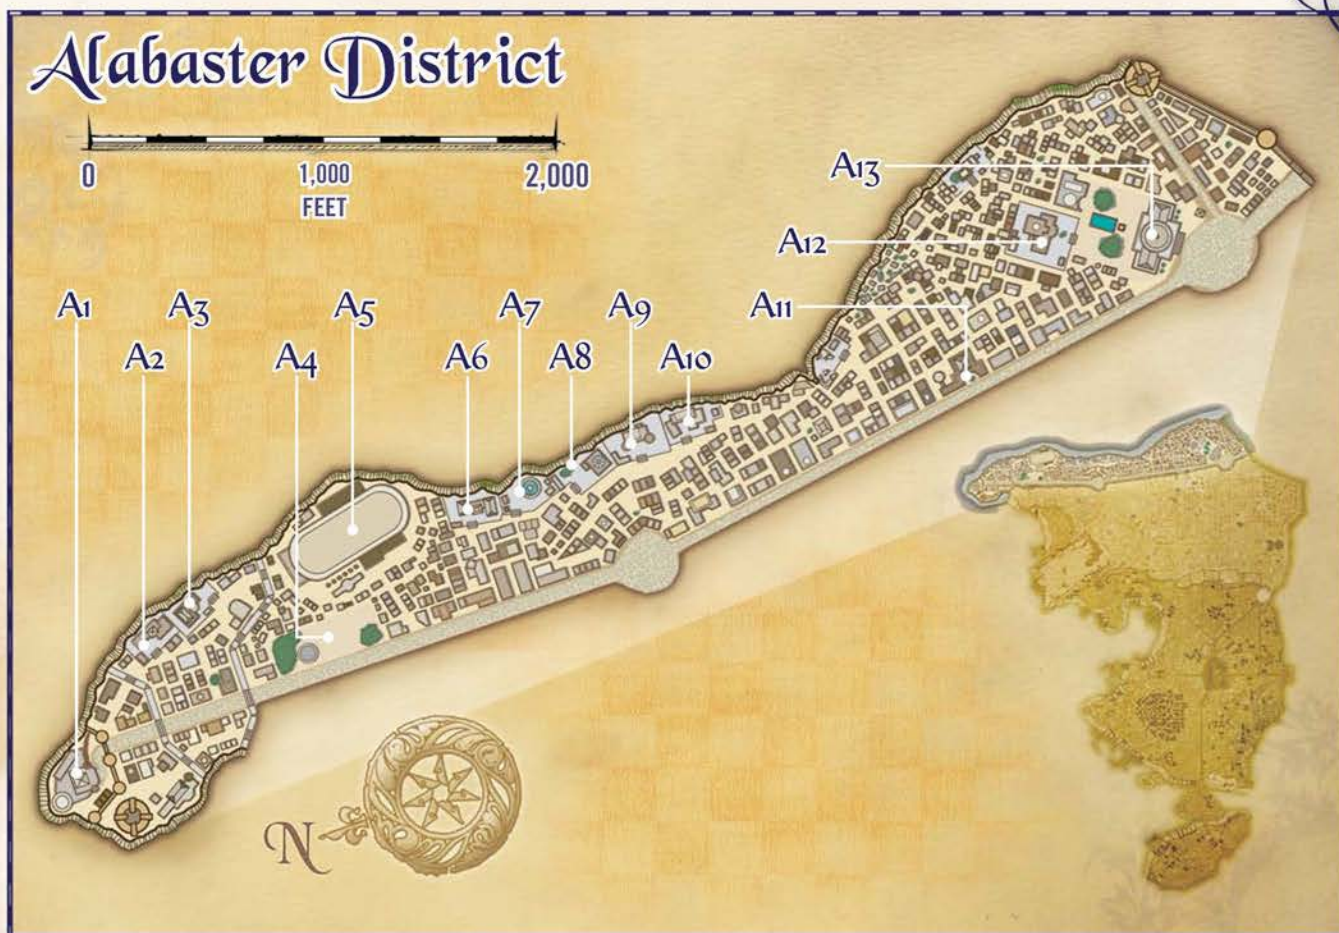 Alabaster District
0 1,000 2,000
FEET
A13
A12
A1 A3 A5 A7 A9 A11
A2 A4 A6 A8 A10
N